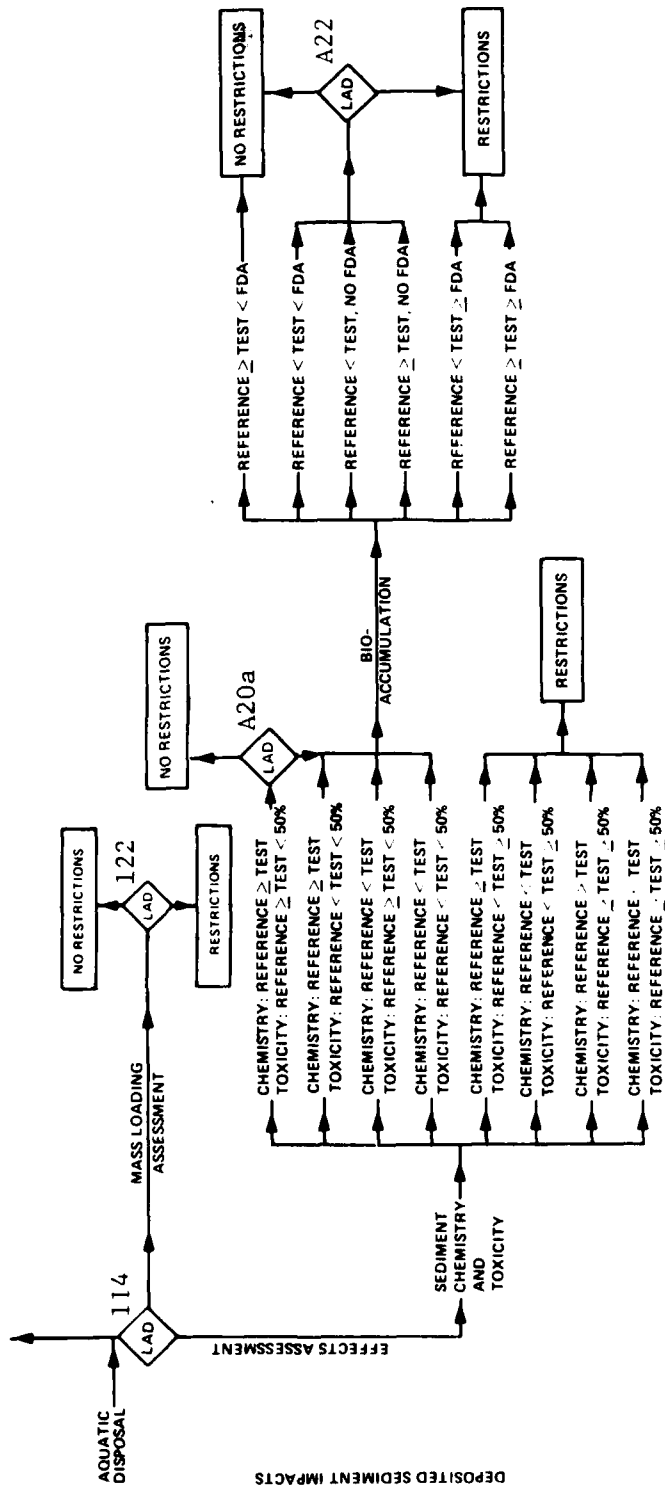 DEPOSITED SEDIMENT IMPACTS
AQUATIC
DISPOSAL
114
LAD
EFFECTS ASSESSMENT
MASS LOADING
ASSESSMENT
NO RESTRICTIONS
122
LAD
RESTRICTIONS
SEDIMENT
CHEMISTRY
AND
TOXICITY
CHEMISTRY: REFERENCE ≥ TEST
TOXICITY: REFERENCE ≥ TEST < 50%
CHEMISTRY: REFERENCE ≥ TEST
TOXICITY: REFERENCE < TEST < 50%
CHEMISTRY: REFERENCE < TEST
TOXICITY: REFERENCE ≥ TEST < 50%
CHEMISTRY: REFERENCE < TEST
TOXICITY: REFERENCE < TEST < 50%
CHEMISTRY: REFERENCE ≥ TEST
TOXICITY: REFERENCE < TEST ≥ 50%
CHEMISTRY: REFERENCE < TEST
TOXICITY: REFERENCE < TEST ≥ 50%
CHEMISTRY: REFERENCE TEST
TOXICITY: REFERENCE ≥ TEST ≥ 50%
CHEMISTRY: REFERENCE TEST
TOXICITY: REFERENCE TEST ≥ 50%
NO RESTRICTIONS
A20a
LAD
RESTRICTIONS
BIO-
ACCUMULATION
REFERENCE ≥ TEST < FDA
REFERENCE < TEST < FDA
REFERENCE < TEST, NO FDA
REFERENCE ≥ TEST, NO FDA
REFERENCE < TEST ≥ FDA
REFERENCE ≥ TEST ≥ FDA
NO RESTRICTIONS
A22
LAD
RESTRICTIONS